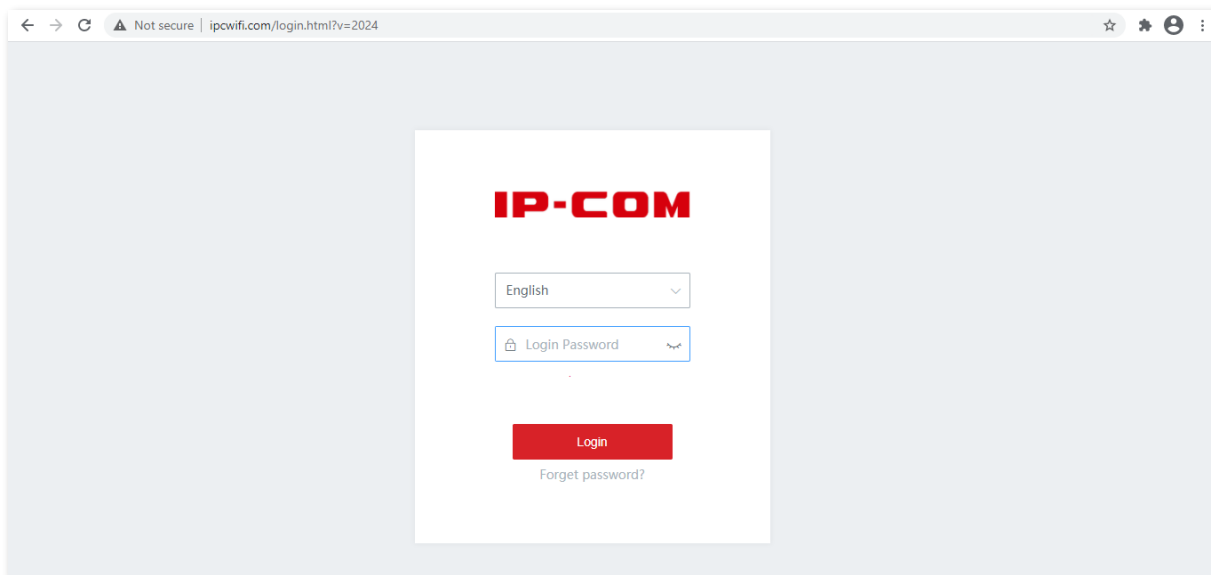 Not secure | ipcwifi.com/login.html?v=2024
IP-COM
English
Login Password
Login
Forget password?